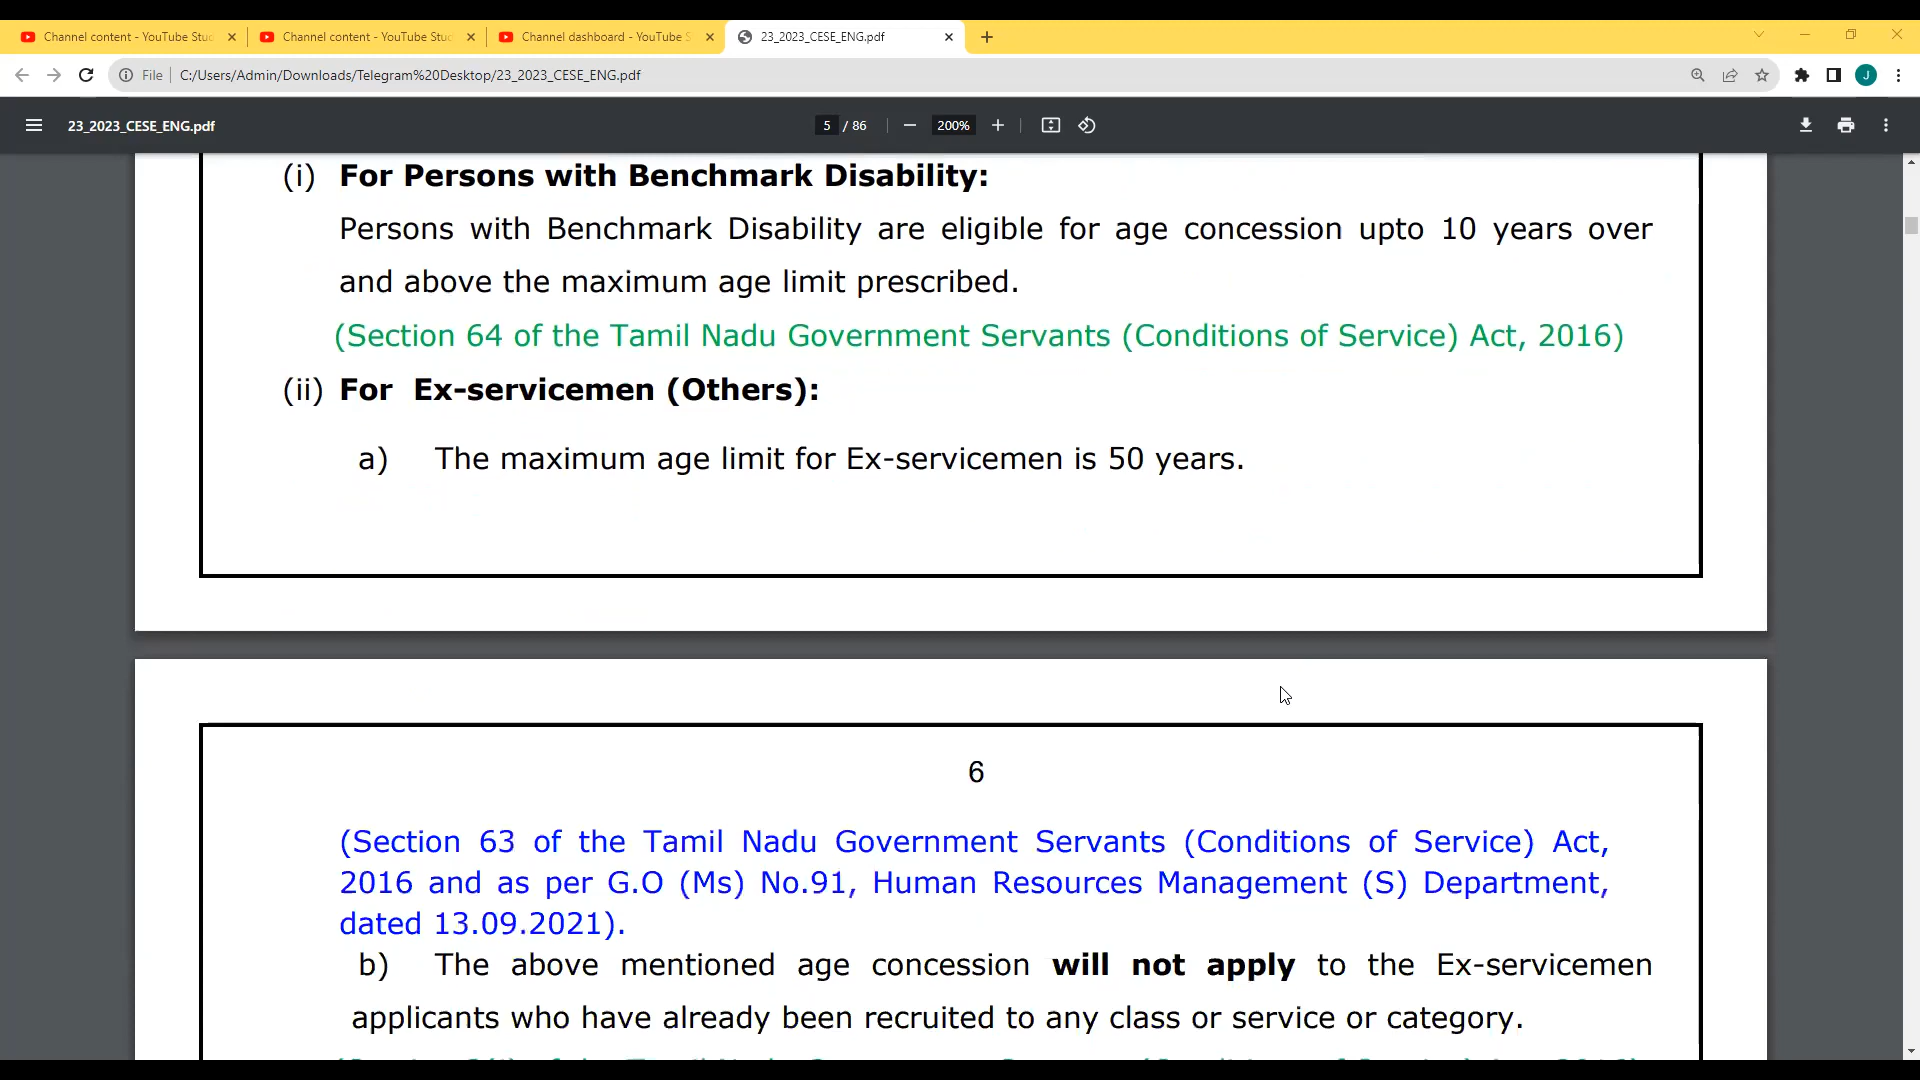 Channel content - YouTube Stud
Channel content - YouTube Stud
Channel dashboard - YouTube S
23_2023_CESE_ENG.pdf
File
C:/Users/Admin/Downloads/Telegram%20Desktop/23_2023_CESE_ENG.pdf
J
23_2023_CESE_ENG.pdf
5 / 86
200%
(i) For Persons with Benchmark Disability:
Persons with Benchmark Disability are eligible for age concession upto 10 years over
and above the maximum age limit prescribed.
(Section 64 of the Tamil Nadu Government Servants (Conditions of Service) Act, 2016)
(ii) For Ex-servicemen (Others):
a) The maximum age limit for Ex-servicemen is 50 years.
6
(Section 63 of the Tamil Nadu Government Servants (Conditions of Service) Act,
2016 and as per G.O (Ms) No.91, Human Resources Management (S) Department,
dated 13.09.2021).
b) The above mentioned age concession will not apply to the Ex-servicemen
applicants who have already been recruited to any class or service or category.